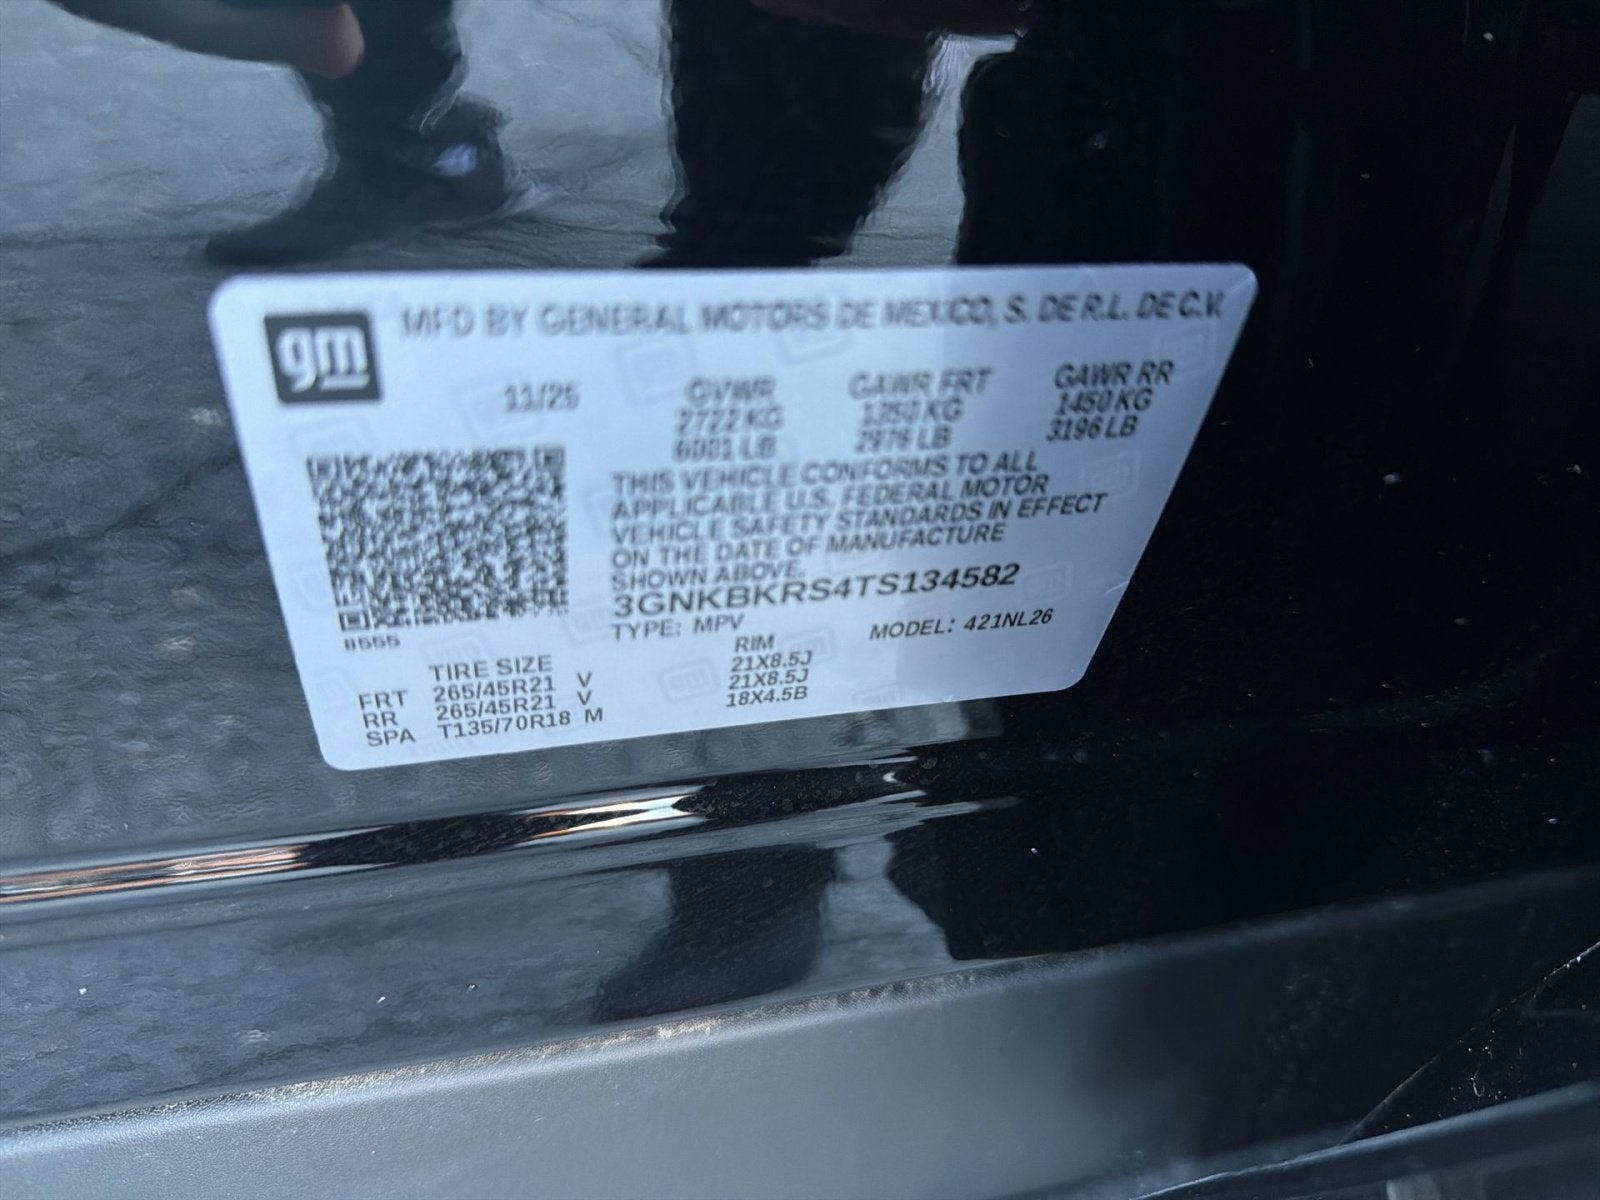 gm MFD BY GENERAL MOTORS DE MEXICO, S. DE R.L. DE C.V.
11/25 GVWR GAWR FRT GAWR RR
2722 KG 1350 KG 1450 KG
6001 LB 2976 LB 3196 LB
THIS VEHICLE CONFORMS TO ALL
APPLICABLE U.S. FEDERAL MOTOR
VEHICLE SAFETY STANDARDS IN EFFECT
ON THE DATE OF MANUFACTURE
SHOWN ABOVE.
3GNKBKRS4TS134582
8555
TYPE: MPV MODEL: 421NL26
TIRE SIZE RIM
FRT 265/45R21 V 21X8.5J
RR 265/45R21 V 21X8.5J
SPA T135/70R18 M 18X4.5B